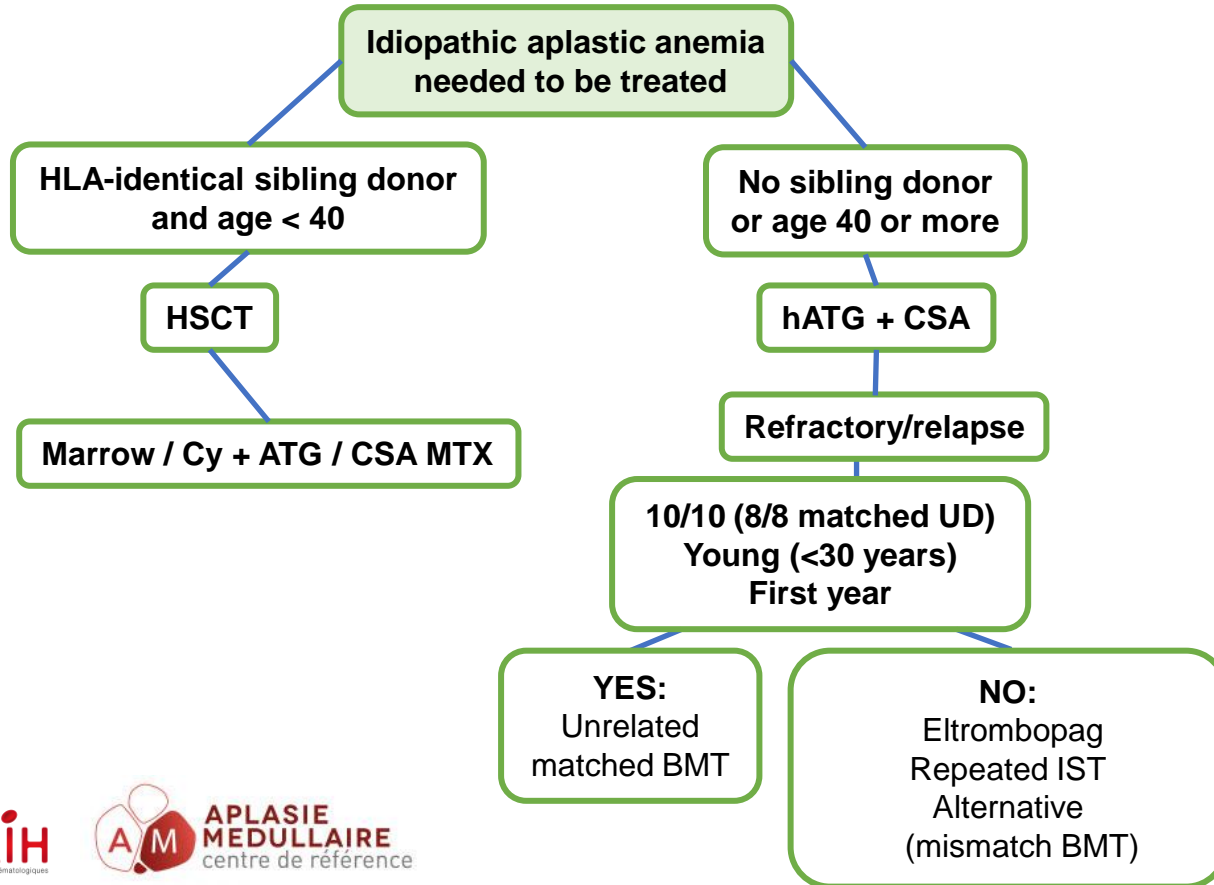 Idiopathic aplastic anemia
needed to be treated
HLA-identical sibling donor
and age < 40
No sibling donor
or age 40 or more
HSCT
hATG + CSA
Marrow / Cy + ATG / CSA MTX
Refractory/relapse
10/10 (8/8 matched UD)
Young (<30 years)
First year
YES:
Unrelated
matched BMT
NO:
Eltrombopag
Repeated IST
Alternative
(mismatch BMT)
iH
ématologiques
AM
APLASIE
MEDULLAIRE
centre de référence